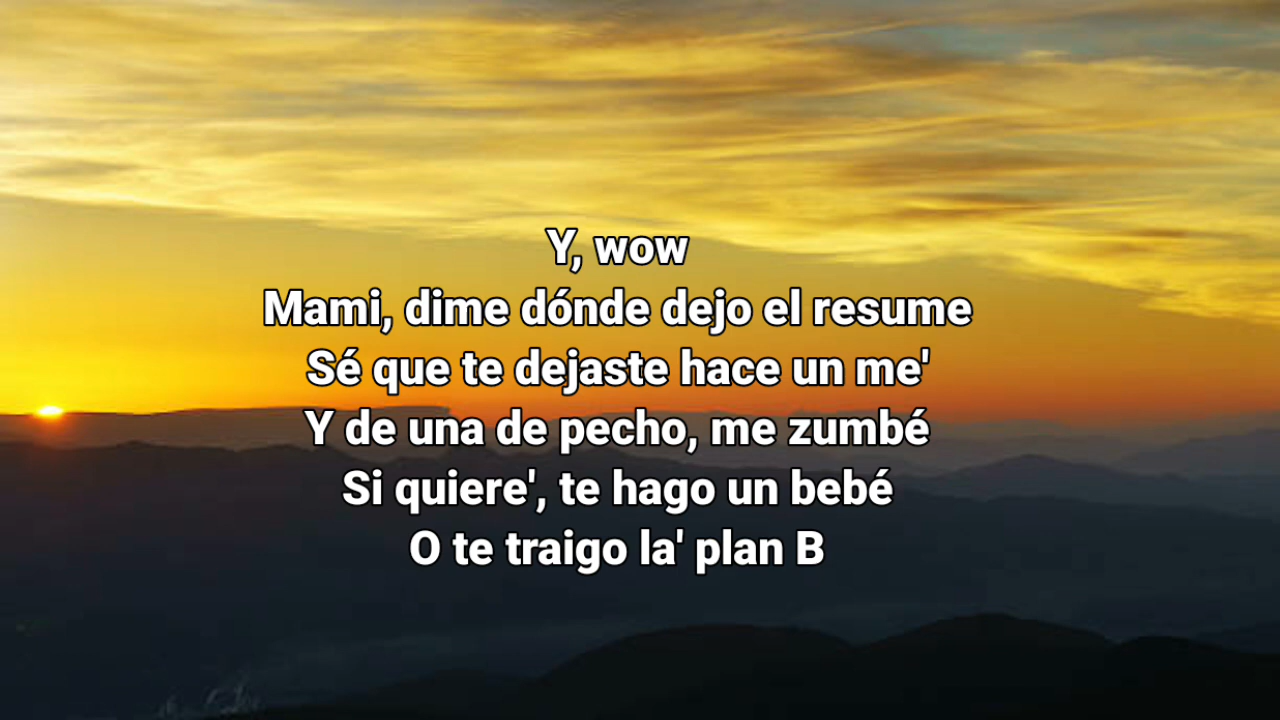 Y, wow
Mami, dime dónde dejo el resume
Sé que te dejaste hace un me'
Y de una de pecho, me zumbé
Si quiere', te hago un bebé
O te traigo la' plan B